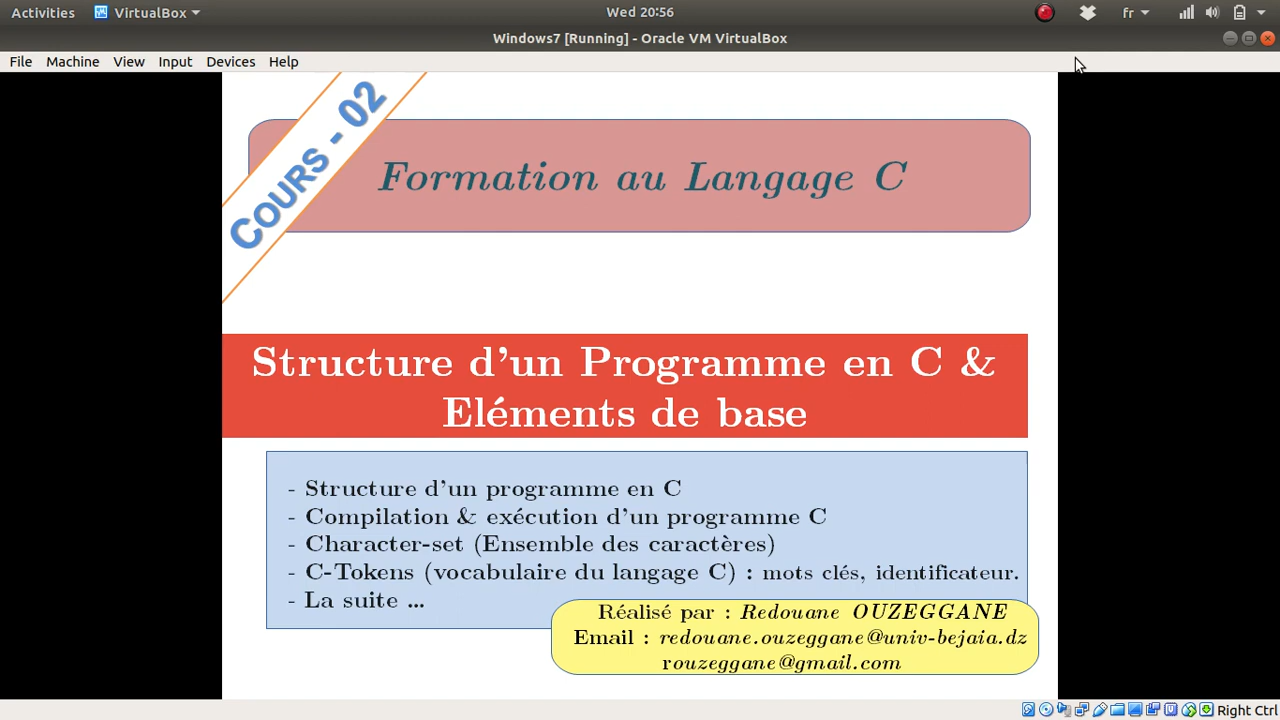 Activities VirtualBox Wed 20:56 fr
Windows7 [Running] - Oracle VM VirtualBox
File Machine View Input Devices Help
COURS - 02
Formation au Langage C
Structure d'un Programme en C &
Eléments de base
- Structure d'un programme en C
- Compilation & exécution d'un programme C
- Character-set (Ensemble des caractères)
- C-Tokens (vocabulaire du langage C) : mots clés, identificateur.
- La suite ...
Réalisé par : Redouane OUZEGGANE
Email : redouane.ouzeggane@univ-bejaia.dz
rouzeggane@gmail.com
Right Ctrl